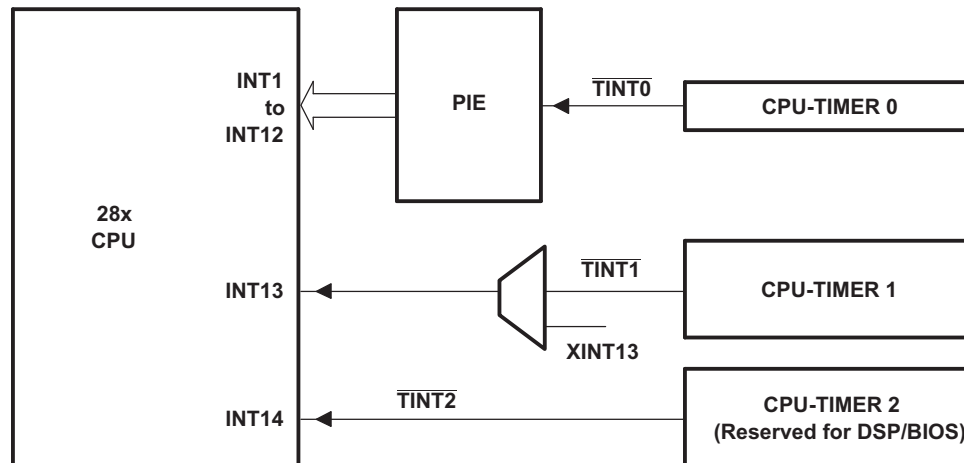 INT1
to
INT12
PIE
TINT0
CPU-TIMER 0
28x
CPU
INT13
TINT1
CPU-TIMER 1
XINT13
INT14
TINT2
CPU-TIMER 2
(Reserved for DSP/BIOS)